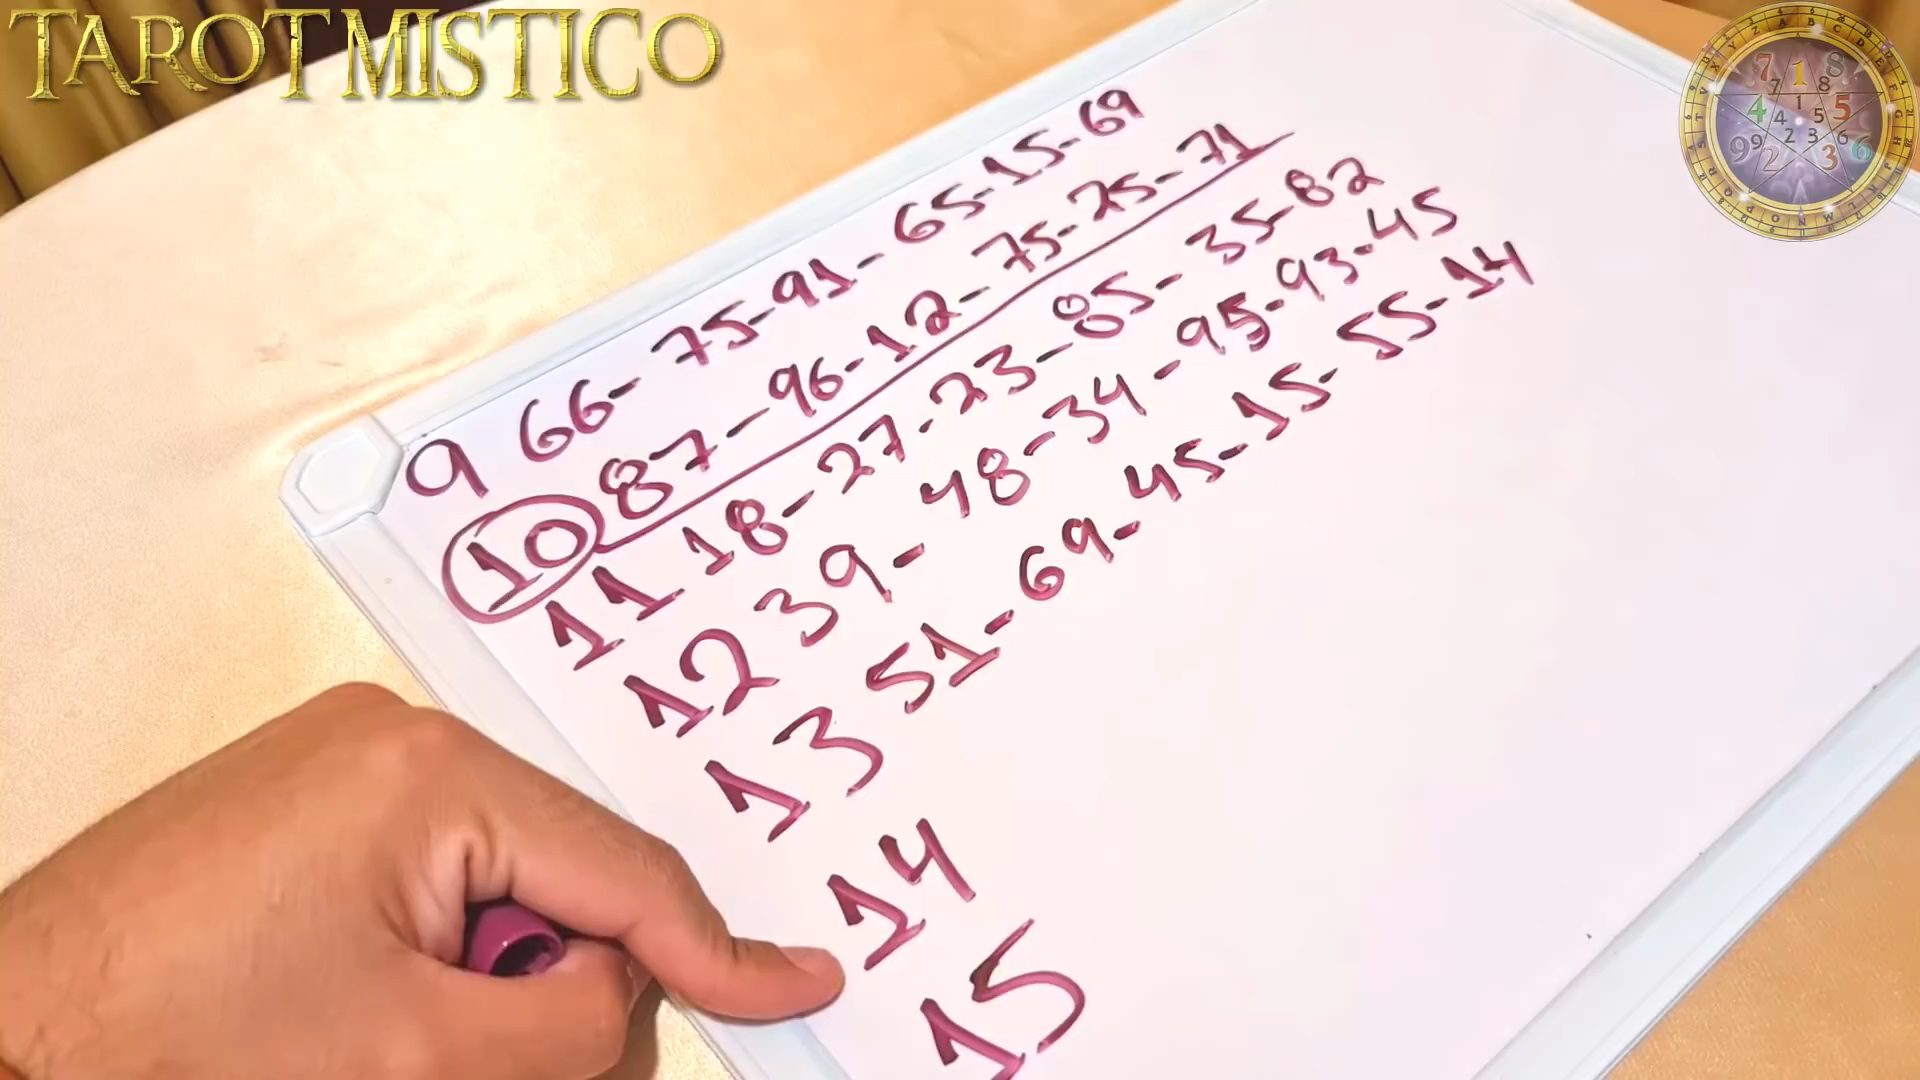 TAROT MISTICO
9 66- 75-91- 65-15-69
10 87-96-12-75-25-71
11 18-27-23-85-35-82
12 39- 48-34-95-93-45
13 51-69-45-15-55-14
14
15